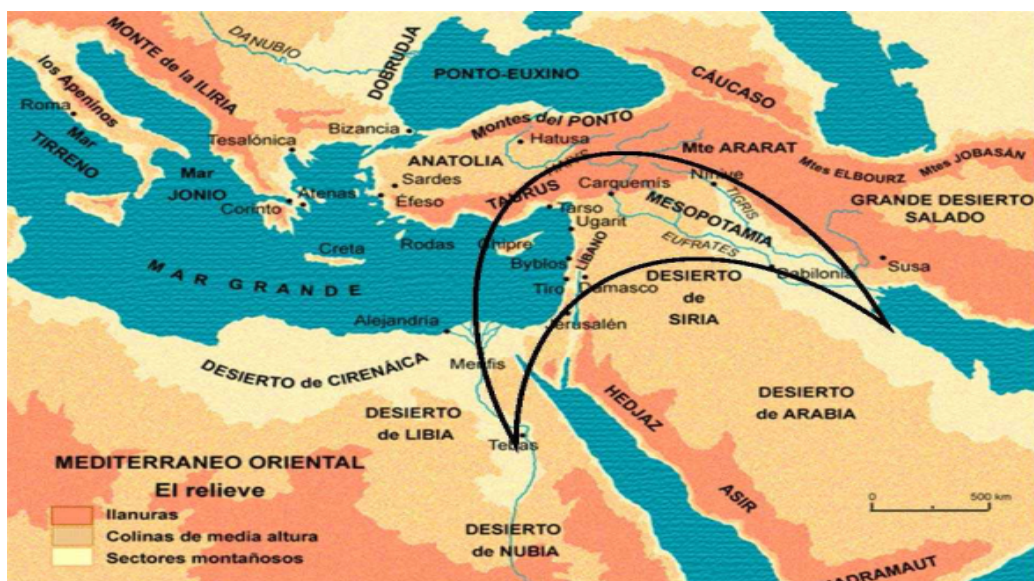 DANUBIO
MONTE de la ILIRIA
los Apeninos
Roma
Mar
TIRRENO
DOBRUDJA
PONTO-EUXINO
CÁUCASO
Tesalónica
Bizancia
Montes del PONTO
Hatusa
Mte ARARAT
Mtes ELBOURZ
Mtes JOBASÁN
Mar
JONIO
ANATOLIA
Sardes
Atenas
Éfeso
Corinto
TAURUS
Carquemís
Nínive
TIGRIS
GRANDE DESIERTO
SALADO
Tarso
Ugarit
MESOPOTAMIA
EUFRATES
Creta
Rodas
Chipre
LÍBANO
Byblos
Susa
MAR GRANDE
Tiro
Damasco
DESIERTO
de
SIRIA
Babilonia
Alejandría
Jerusalén
DESIERTO de CIRENÁICA
Menfis
DESIERTO
de LIBIA
HEDJAZ
DESIERTO
de ARABIA
Tebas
MEDITERRANEO ORIENTAL
El relieve
llanuras
Colinas de media altura
Sectores montañosos
ASIR
0 500 km
DESIERTO
de NUBIA
ADRAMAUT